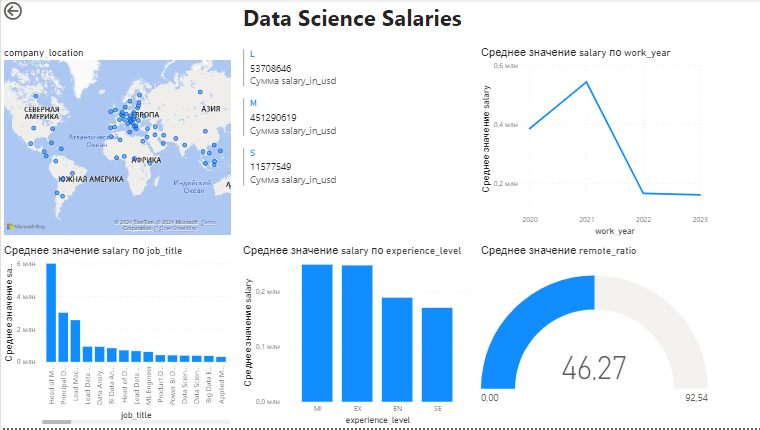 Data Science Salaries
company_location
СЕВЕРНАЯ
АМЕРИКА
ЕВРОПА
АЗИЯ
Атлантический
Океан
АФРИКА
ЮЖНАЯ АМЕРИКА
Индийский
Океан
Microsoft Bing
© 2024 TomTom, © 2024 Microsoft Terms
© OpenStreetMap
L
53708646
Сумма salary_in_usd
M
451290619
Сумма salary_in_usd
S
11577549
Сумма salary_in_usd
Среднее значение salary по work_year
Среднее значение salary
0,6 млн
0,4 млн
0,2 млн
2020
2021
2022
2023
work_year
Среднее значение salary по job_title
Среднее значение sa...
6 млн
4 млн
2 млн
0 млн
Head of M...
Principal D...
Lead Mac...
Lead Data ...
Data Analy...
BI Data An...
Head of D...
Lead Data ...
ML Engineer
Product D...
Power BI D...
Data Scien...
Data Scien...
Big Data E...
Applied M...
job_title
Среднее значение salary по experience_level
Среднее значение salary
0,2 млн
0,1 млн
0,0 млн
MI
EX
EN
SE
experience_level
Среднее значение remote_ratio
46,27
0,00
92,54